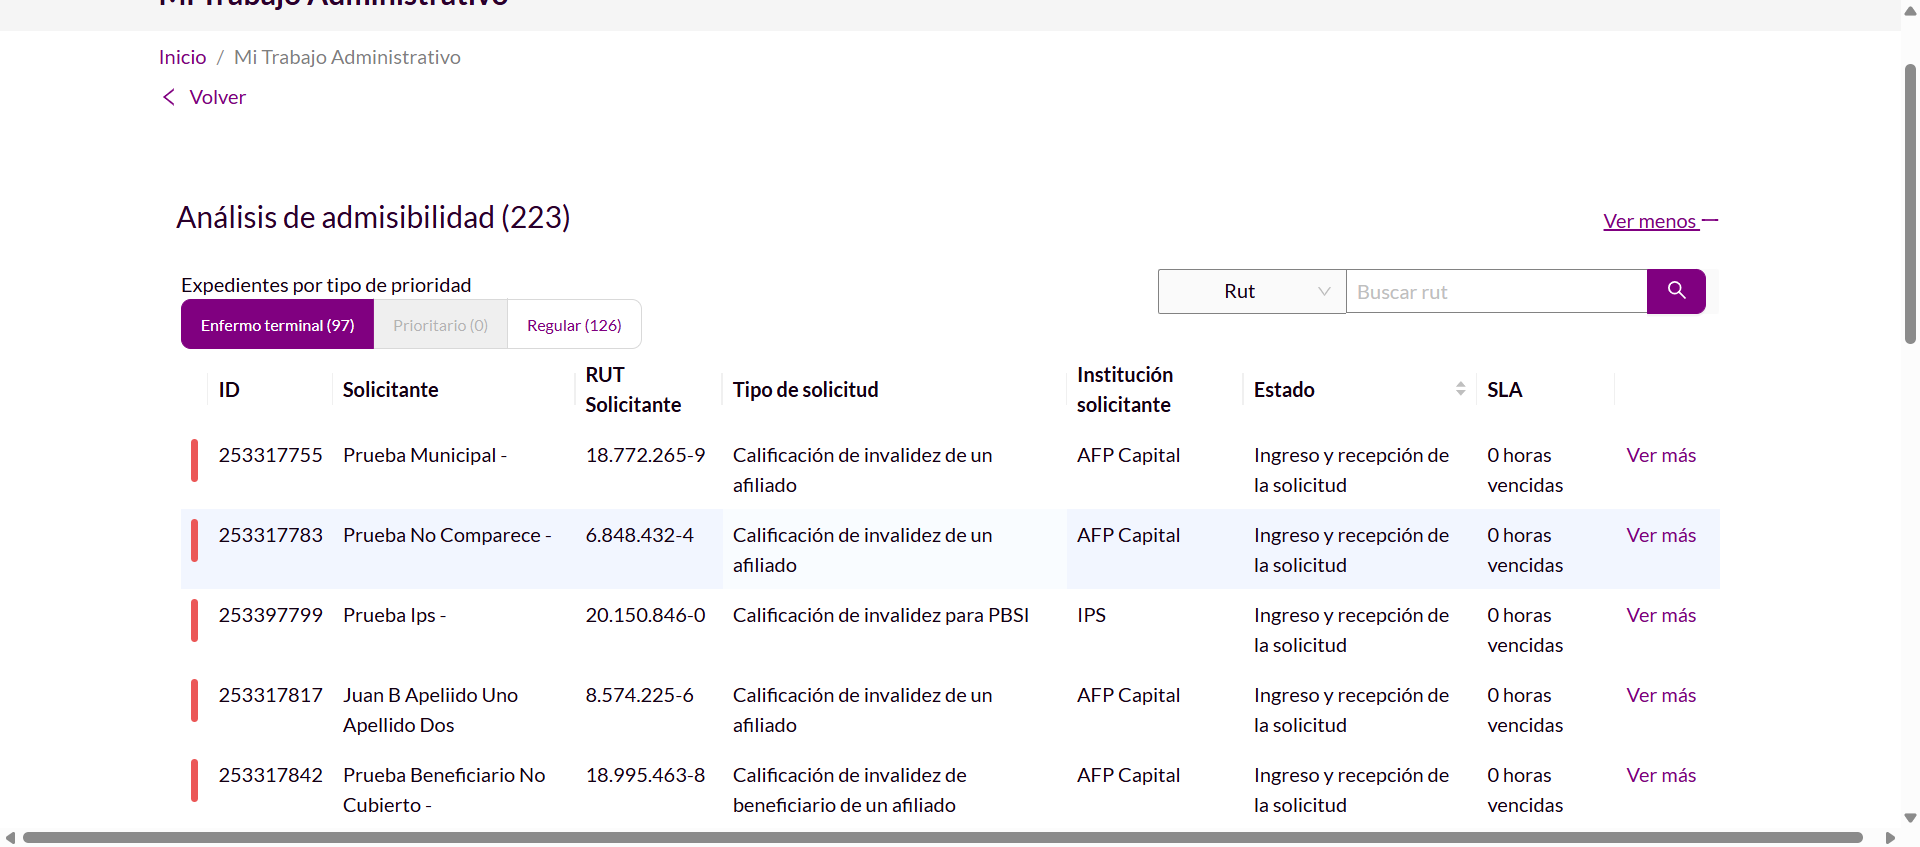 Mi Trabajo Administrativo
Inicio / Mi Trabajo Administrativo
Volver
Análisis de admisibilidad (223)
Ver menos
Expedientes por tipo de prioridad
Enfermo terminal (97)
Prioritario (0)
Regular (126)
Rut
Buscar rut
ID
Solicitante
RUT
Solicitante
Tipo de solicitud
Institución
solicitante
Estado
SLA
253317755
Prueba Municipal -
18.772.265-9
Calificación de invalidez de un
afiliado
AFP Capital
Ingreso y recepción de
la solicitud
0 horas
vencidas
Ver más
253317783
Prueba No Comparece -
6.848.432-4
Calificación de invalidez de un
afiliado
AFP Capital
Ingreso y recepción de
la solicitud
0 horas
vencidas
Ver más
253397799
Prueba Ips -
20.150.846-0
Calificación de invalidez para PBSI
IPS
Ingreso y recepción de
la solicitud
0 horas
vencidas
Ver más
253317817
Juan B Apeliido Uno
Apellido Dos
8.574.225-6
Calificación de invalidez de un
afiliado
AFP Capital
Ingreso y recepción de
la solicitud
0 horas
vencidas
Ver más
253317842
Prueba Beneficiario No
Cubierto -
18.995.463-8
Calificación de invalidez de
beneficiario de un afiliado
AFP Capital
Ingreso y recepción de
la solicitud
0 horas
vencidas
Ver más